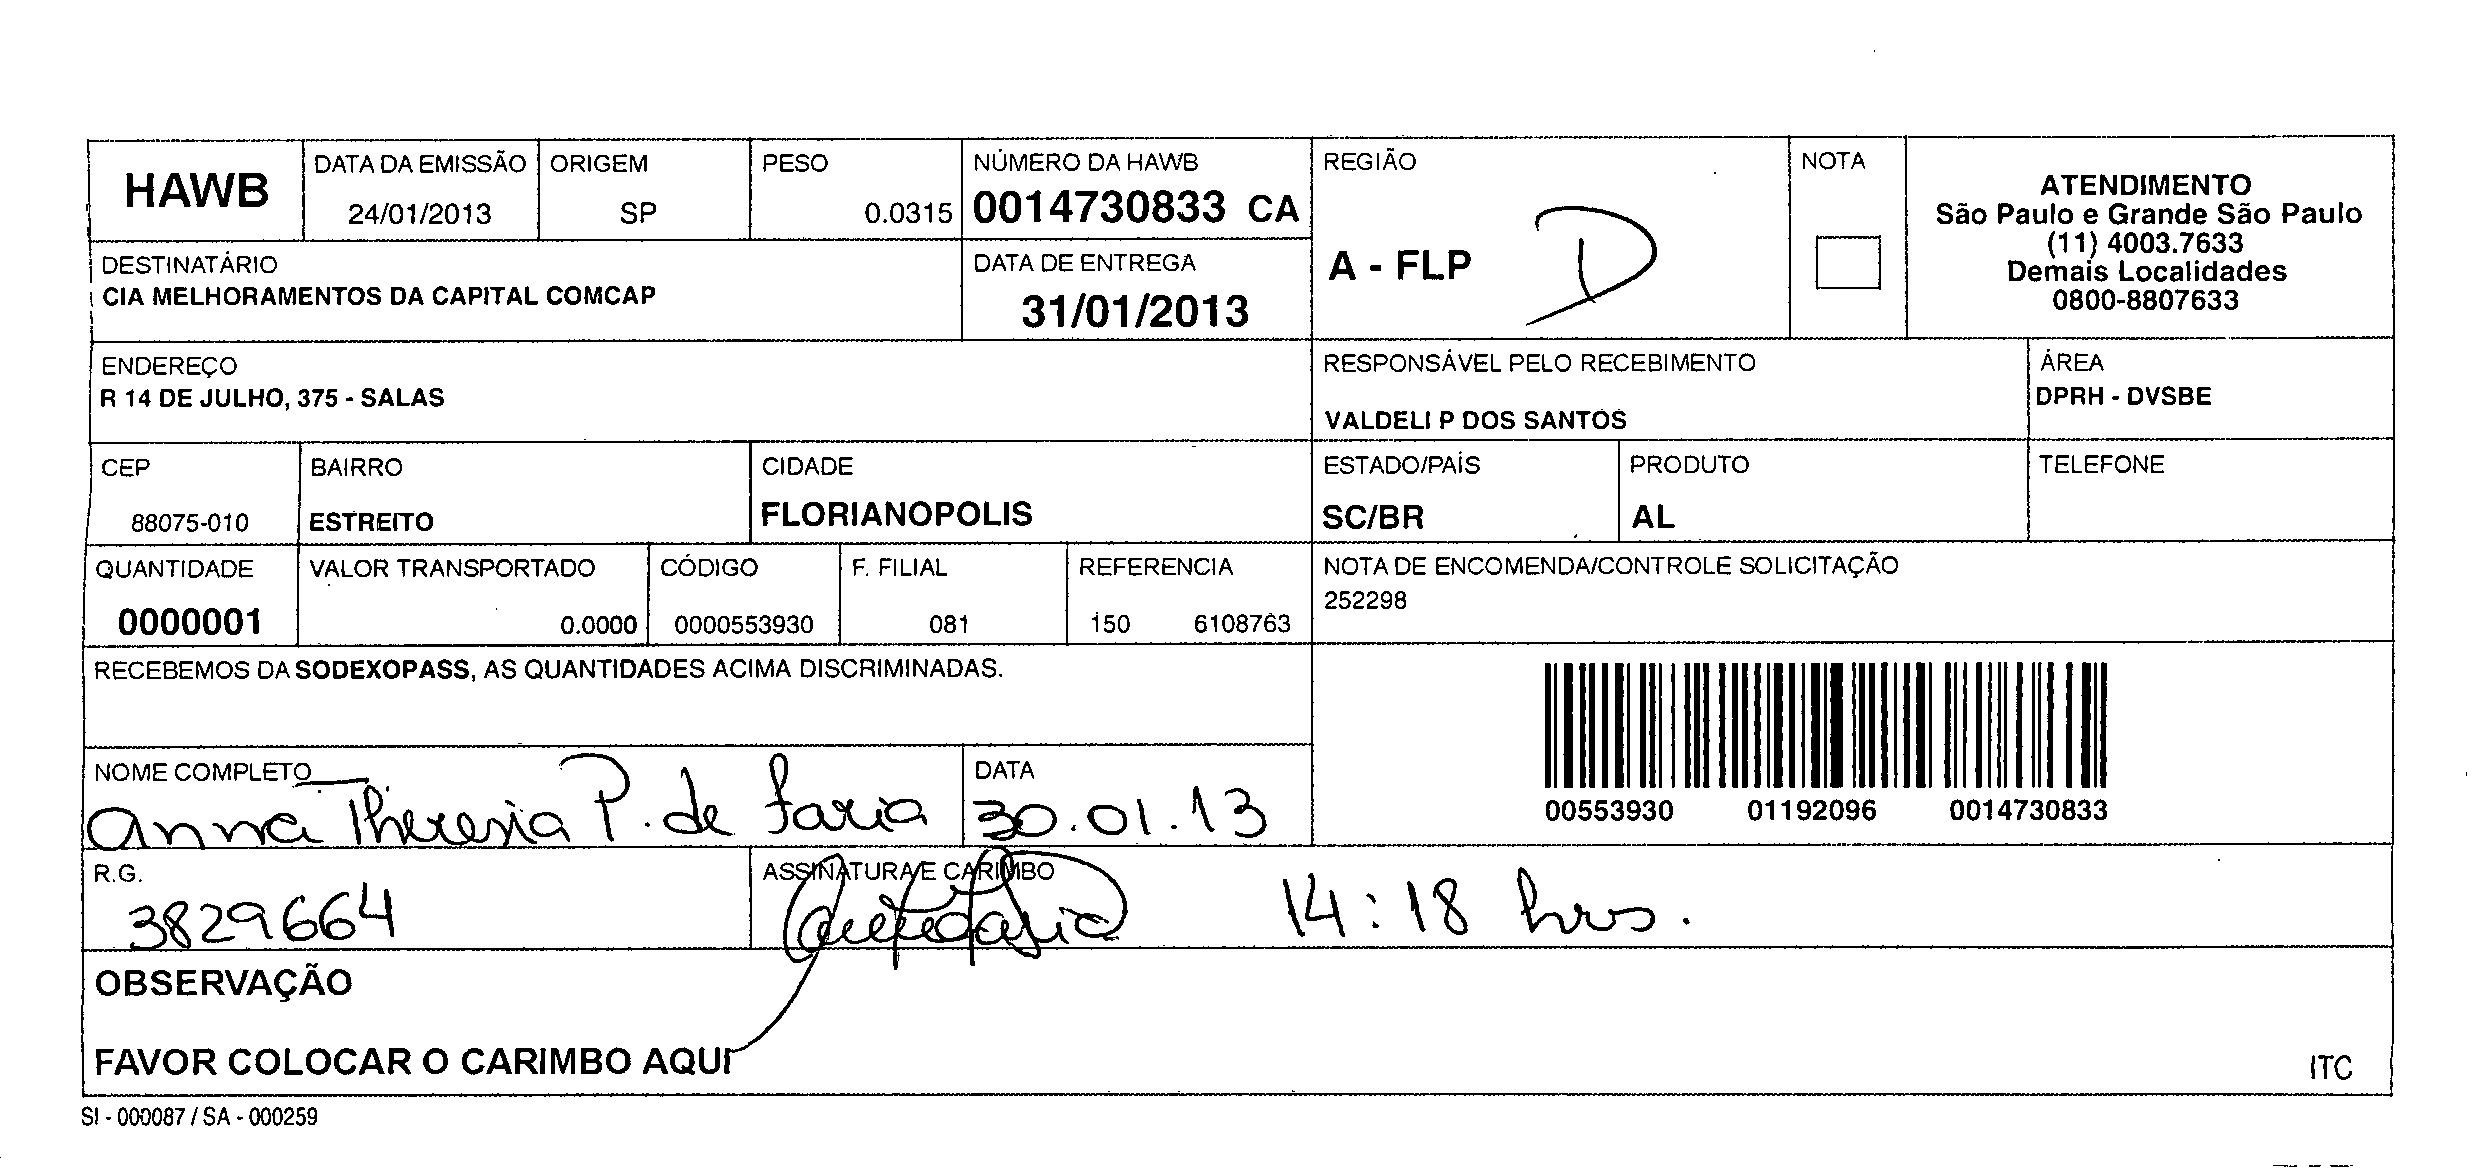 HAWB
DATA DA EMISSÃO
24/01/2013
ORIGEM
SP
PESO
0.0315
NÚMERO DA HAWB
0014730833 CA
REGIÃO
A - FLP D
NOTA
ATENDIMENTO
São Paulo e Grande São Paulo
(11) 4003.7633
Demais Localidades
0800-8807633
DESTINATÁRIO
CIA MELHORAMENTOS DA CAPITAL COMCAP
DATA DE ENTREGA
31/01/2013
ENDEREÇO
R 14 DE JULHO, 375 - SALAS
RESPONSÁVEL PELO RECEBIMENTO
VALDELI P DOS SANTOS
ÁREA
DPRH - DVSBE
CEP
88075-010
BAIRRO
ESTREITO
CIDADE
FLORIANOPOLIS
ESTADO/PAÍS
SC/BR
PRODUTO
AL
TELEFONE
QUANTIDADE
0000001
VALOR TRANSPORTADO
0.0000
CÓDIGO
0000553930
F. FILIAL
081
REFERENCIA
150 6108763
NOTA DE ENCOMENDA/CONTROLE SOLICITAÇÃO
252298
RECEBEMOS DA SODEXOPASS, AS QUANTIDADES ACIMA DISCRIMINADAS.
00553930 01192096 0014730833
NOME COMPLETO
Anna Theresia P. de Faria
DATA
30.01.13
R.G.
3829664
ASSINATURA E CARIMBO
14:18 hrs.
OBSERVAÇÃO
FAVOR COLOCAR O CARIMBO AQUI
ITC
SI - 000087 / SA - 000259